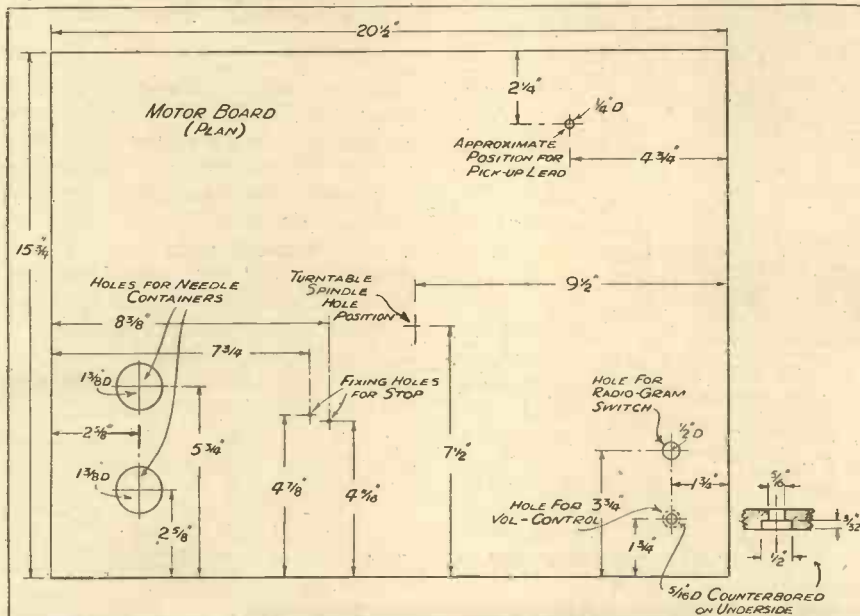 20½"
2¼"
¼"D
MOTOR BOARD
(PLAN)
APPROXIMATE
POSITION FOR
PICK-UP LEAD
4¾"
15¾"
HOLES FOR NEEDLE
CONTAINERS
TURNTABLE
SPINDLE
HOLE
POSITION
9½"
8⅜"
7¾
1⅜"D
FIXING HOLES
FOR STOP
HOLE FOR
RADIO-GRAM
SWITCH
½"D
2⅝"
5¾"
7½"
1¾"
1⅜"D
4⅞"
HOLE FOR
VOL-CONTROL
3¾"
5/16"
3/32"
2⅝"
1¾"
½"
5/16"D COUNTERBORED
ON UNDERSIDE